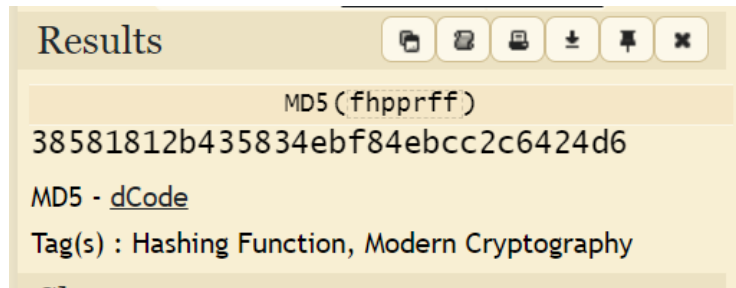 Results
MD5(fhpprff)
38581812b435834ebf84ebcc2c6424d6
MD5 - dCode
Tag(s) : Hashing Function, Modern Cryptography